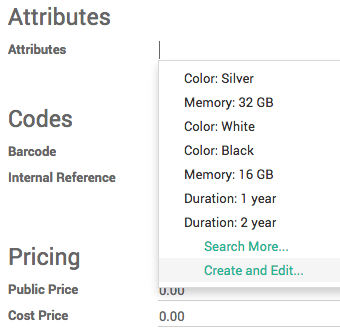 Attributes
Attributes
Color: Silver
Memory: 32 GB
Color: White
Color: Black
Memory: 16 GB
Duration: 1 year
Duration: 2 year
Search More...
Create and Edit...
Codes
Barcode
Internal Reference
Pricing
Public Price 0.00
Cost Price 0.00